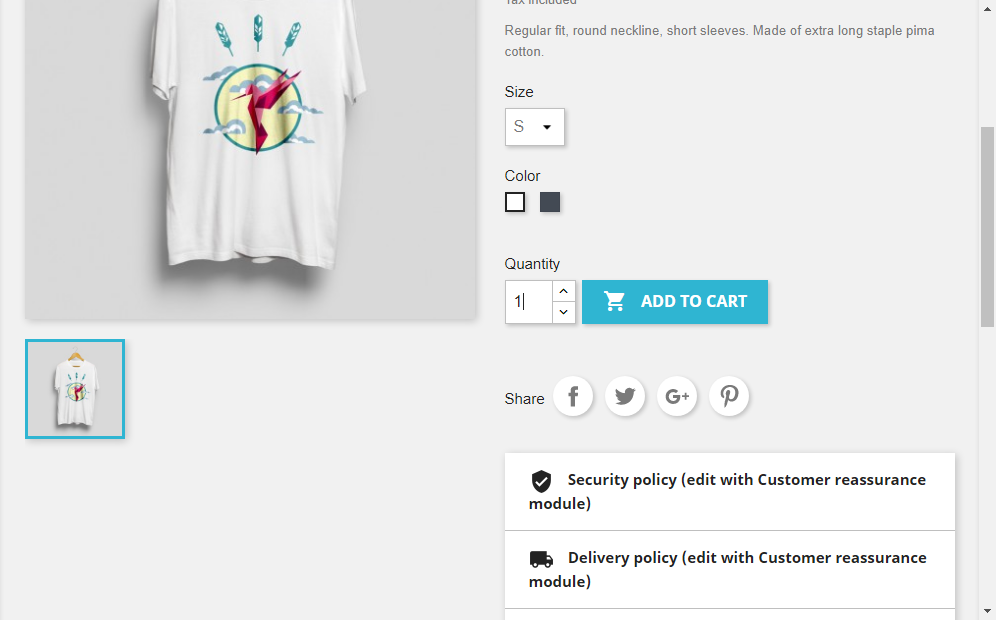 Tax included
Regular fit, round neckline, short sleeves. Made of extra long staple pima
cotton.
Size
S
Color
Quantity
1
ADD TO CART
Share
G+
Security policy (edit with Customer reassurance
module)
Delivery policy (edit with Customer reassurance
module)